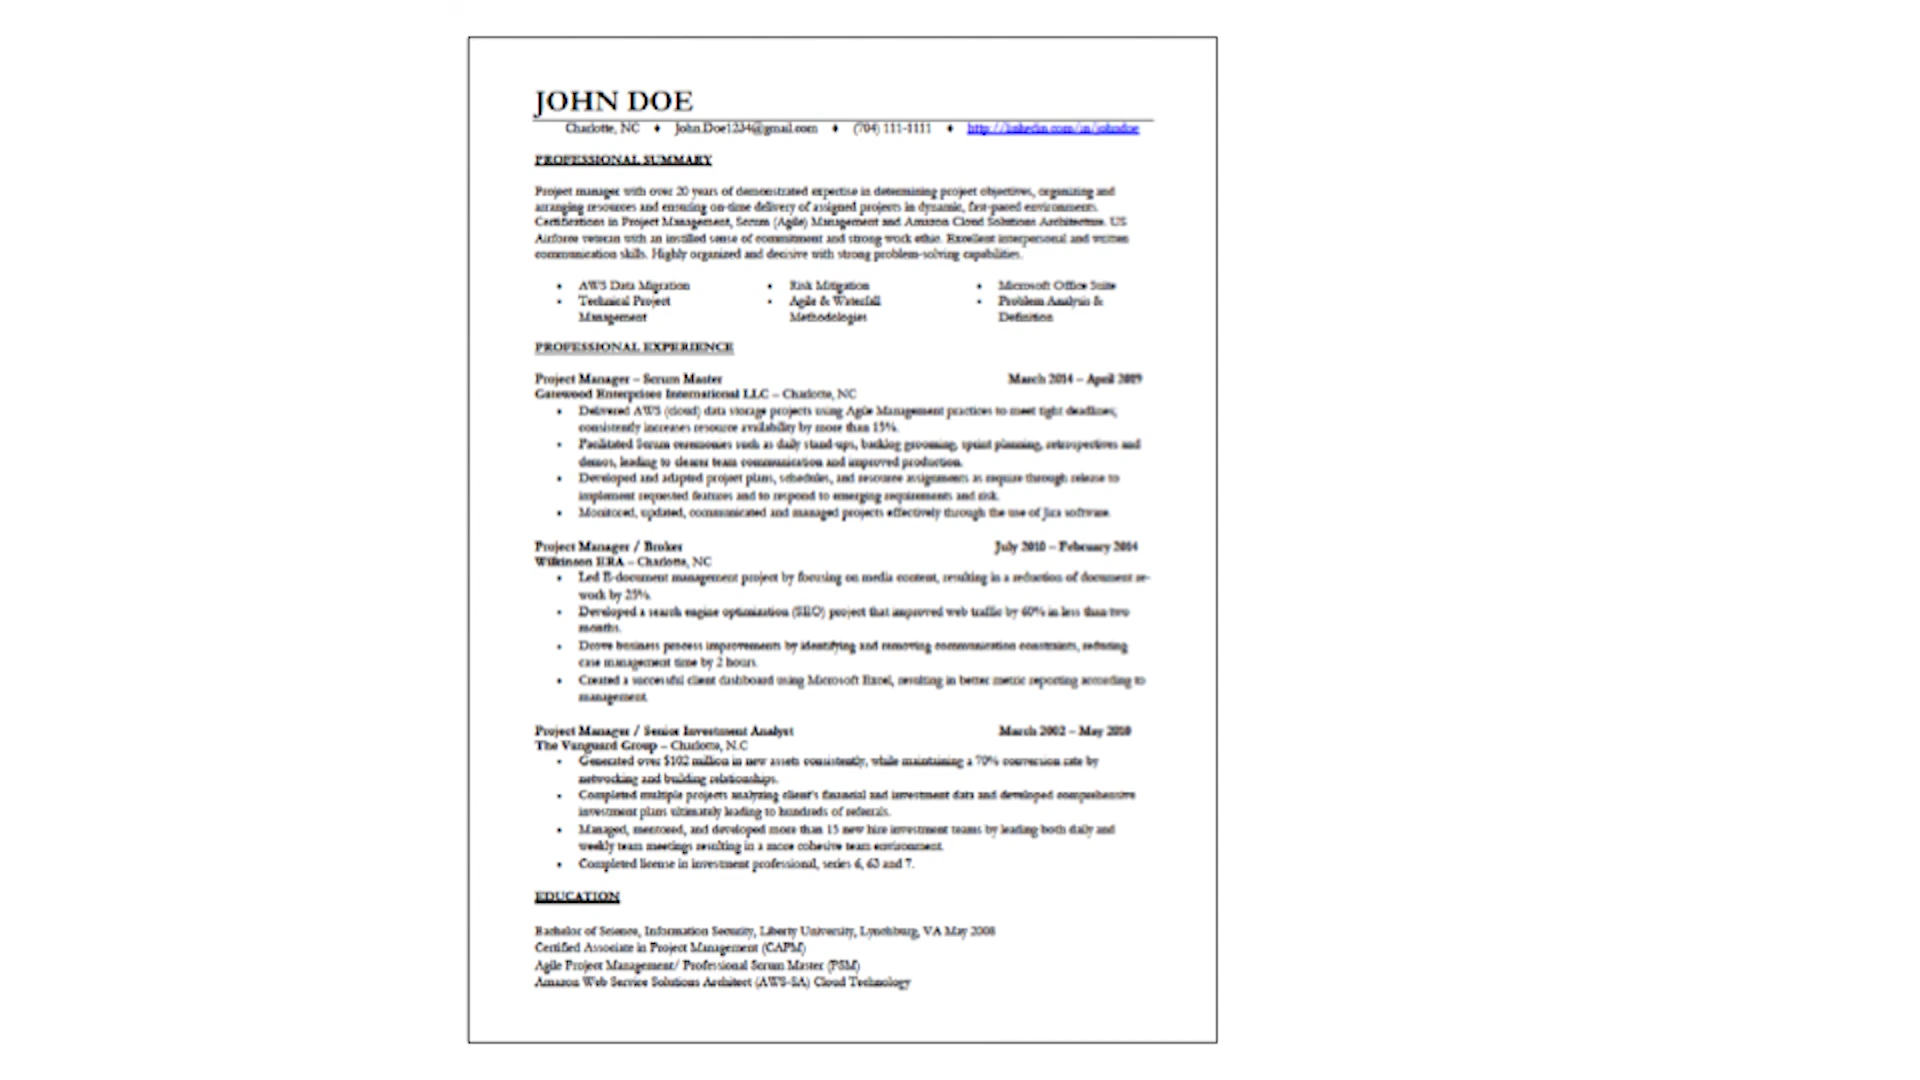 JOHN DOE
Charlotte, NC ♦ John.Doe1234@gmail.com ♦ (704) 111-1111 ♦ http://linkedin.com/in/johndoe
PROFESSIONAL SUMMARY
Project manager with over 20 years of demonstrated expertise in determining project objectives, organizing and
arranging resources and ensuring on-time delivery of assigned projects in dynamic, fast-paced environments.
Certifications in Project Management, Scrum (Agile) Management and Amazon Cloud Solutions Architecture. US
Airforce veteran with an instilled sense of commitment and strong work ethic. Excellent interpersonal and written
communication skills. Highly organized and decisive with strong problem-solving capabilities.
• AWS Data Migration • Risk Mitigation • Microsoft Office Suite
• Technical Project • Agile & Waterfall • Problem Analysis &
Management Methodologies Definition
PROFESSIONAL EXPERIENCE
Project Manager – Scrum Master March 2014 – April 2019
Gatewood Enterprises International LLC – Charlotte, NC
• Delivered AWS (cloud) data storage projects using Agile Management practices to meet tight deadlines;
consistently increases resource availability by more than 15%.
• Facilitated Scrum ceremonies such as daily stand-ups, backlog grooming, sprint planning, retrospectives and
demos, leading to clearer team communication and improved production.
• Developed and adapted project plans, schedules, and resource assignments as require through release to
implement requested features and to respond to emerging requirements and risk.
• Monitored, updated, communicated and managed projects effectively through the use of Jira software.
Project Manager / Broker July 2010 – February 2014
Wilkinson ERA – Charlotte, NC
• Led E-document management project by focusing on media content, resulting in a reduction of document re-
work by 25%.
• Developed a search engine optimization (SEO) project that improved web traffic by 60% in less than two
months.
• Drove business process improvements by identifying and removing communication constraints, reducing
case management time by 2 hours.
• Created a successful client dashboard using Microsoft Excel, resulting in better metric reporting according to
management.
Project Manager / Senior Investment Analyst March 2002 – May 2010
The Vanguard Group – Charlotte, N.C
• Generated over $102 million in new assets consistently, while maintaining a 70% conversion rate by
networking and building relationships.
• Completed multiple projects analyzing client's financial and investment data and developed comprehensive
investment plans ultimately leading to hundreds of referrals.
• Managed, mentored, and developed more than 15 new hire investment teams by leading both daily and
weekly team meetings resulting in a more cohesive team environment.
• Completed license in investment professional, series 6, 63 and 7.
EDUCATION
Bachelor of Science, Information Security, Liberty University, Lynchburg, VA May 2008
Certified Associate in Project Management (CAPM)
Agile Project Management/ Professional Scrum Master (PSM)
Amazon Web Service Solutions Architect (AWS-SA) Cloud Technology